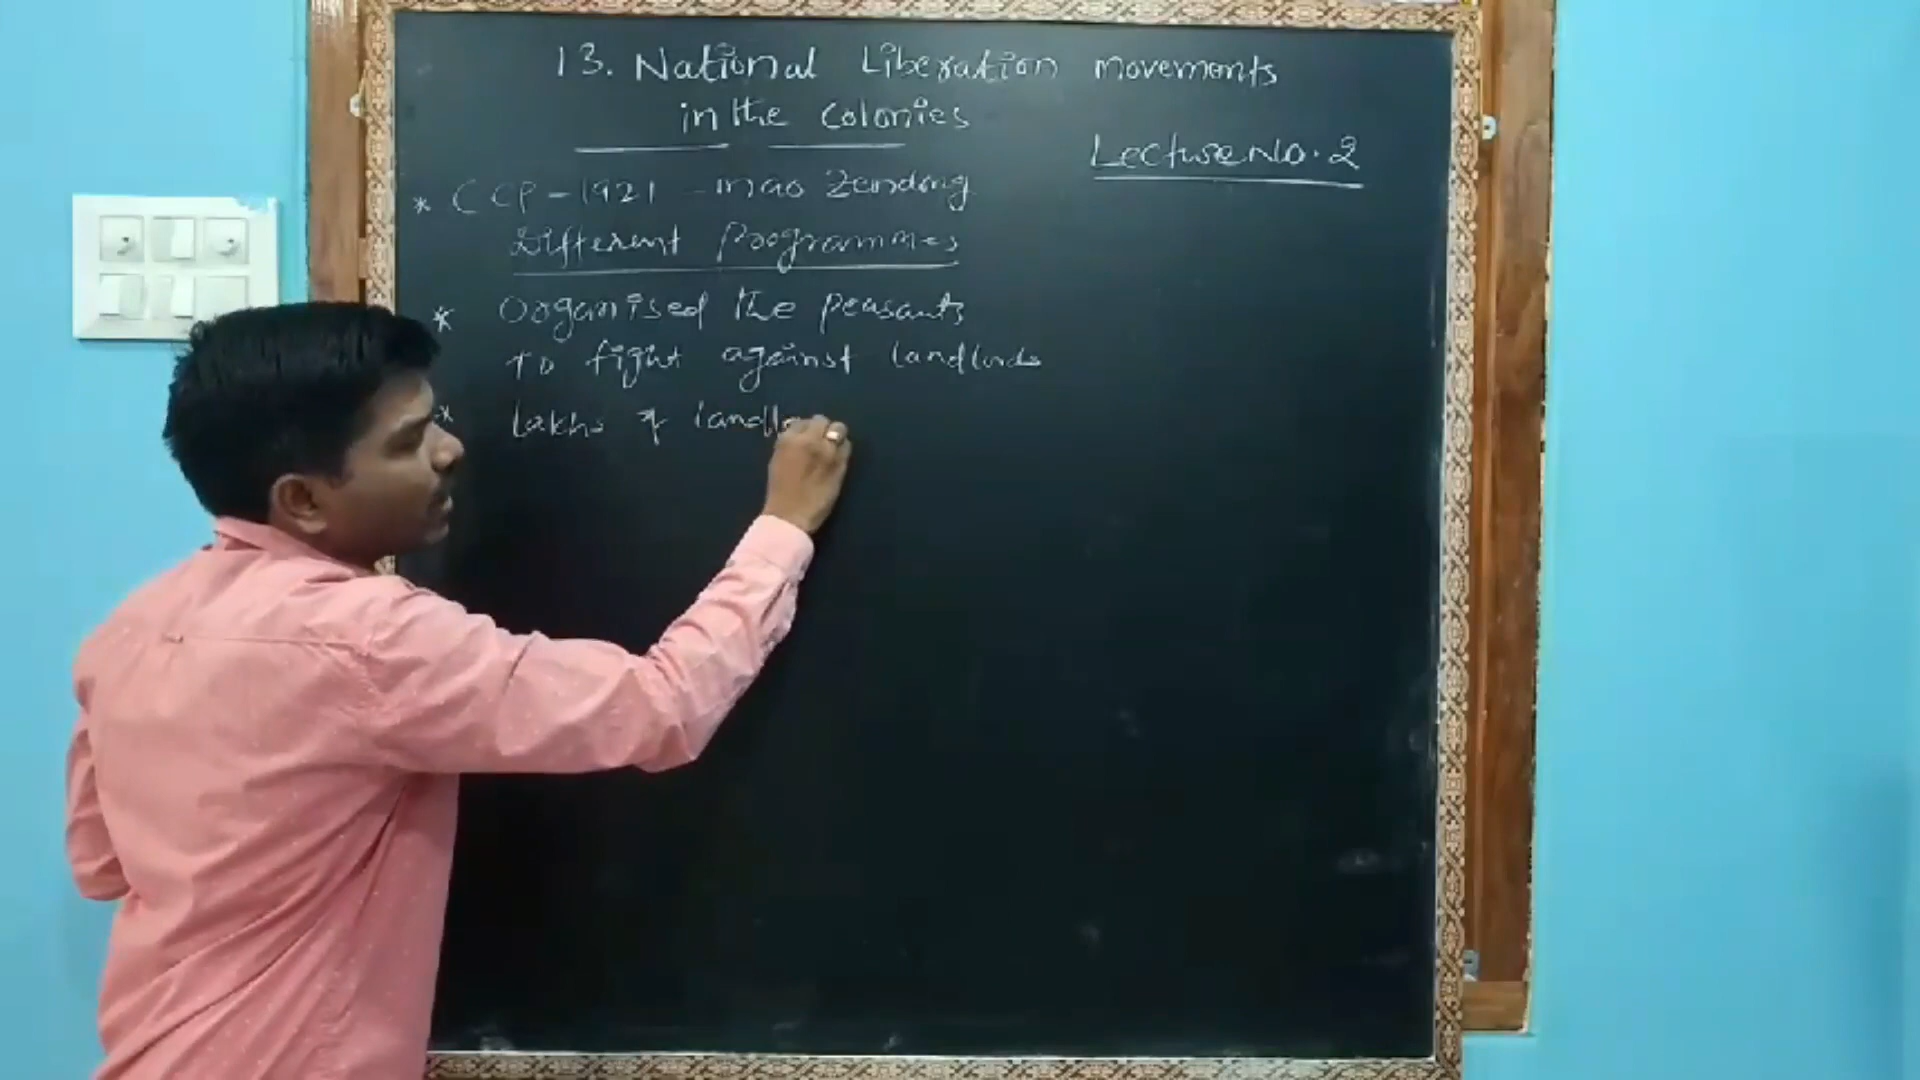 13. National Liberation movements
in the colonies
Lecture No. 2
* CCP - 1921 - mao Zendong
Different Programmes
* Organised the peasants
to fight against landlords
* Lakhs of landlo